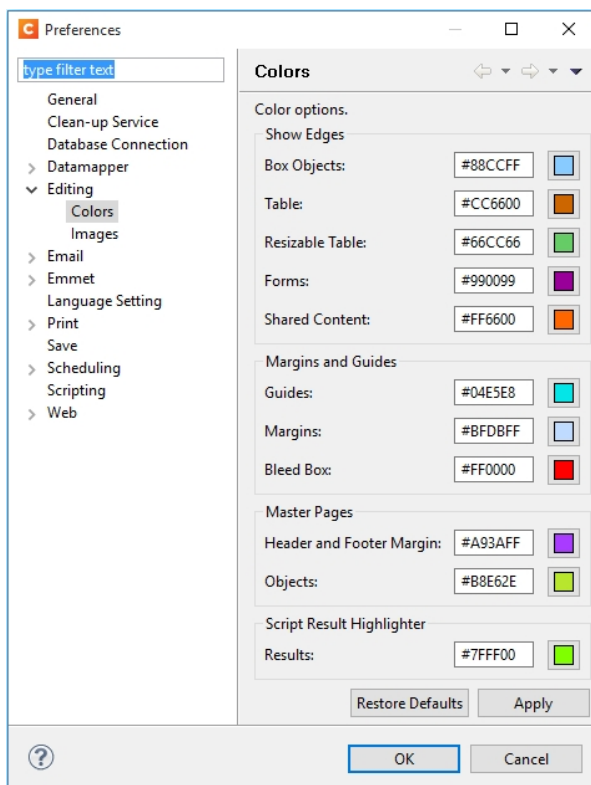 C Preferences
type filter text
General
Clean-up Service
Database Connection
Datamapper
Editing
Colors
Images
Email
Emmet
Language Setting
Print
Save
Scheduling
Scripting
Web
Colors
Color options.
Show Edges
Box Objects: #88CCFF
Table: #CC6600
Resizable Table: #66CC66
Forms: #990099
Shared Content: #FF6600
Margins and Guides
Guides: #04E5E8
Margins: #BFDBFF
Bleed Box: #FF0000
Master Pages
Header and Footer Margin: #A93AFF
Objects: #B8E62E
Script Result Highlighter
Results: #7FFF00
Restore Defaults Apply
? OK Cancel